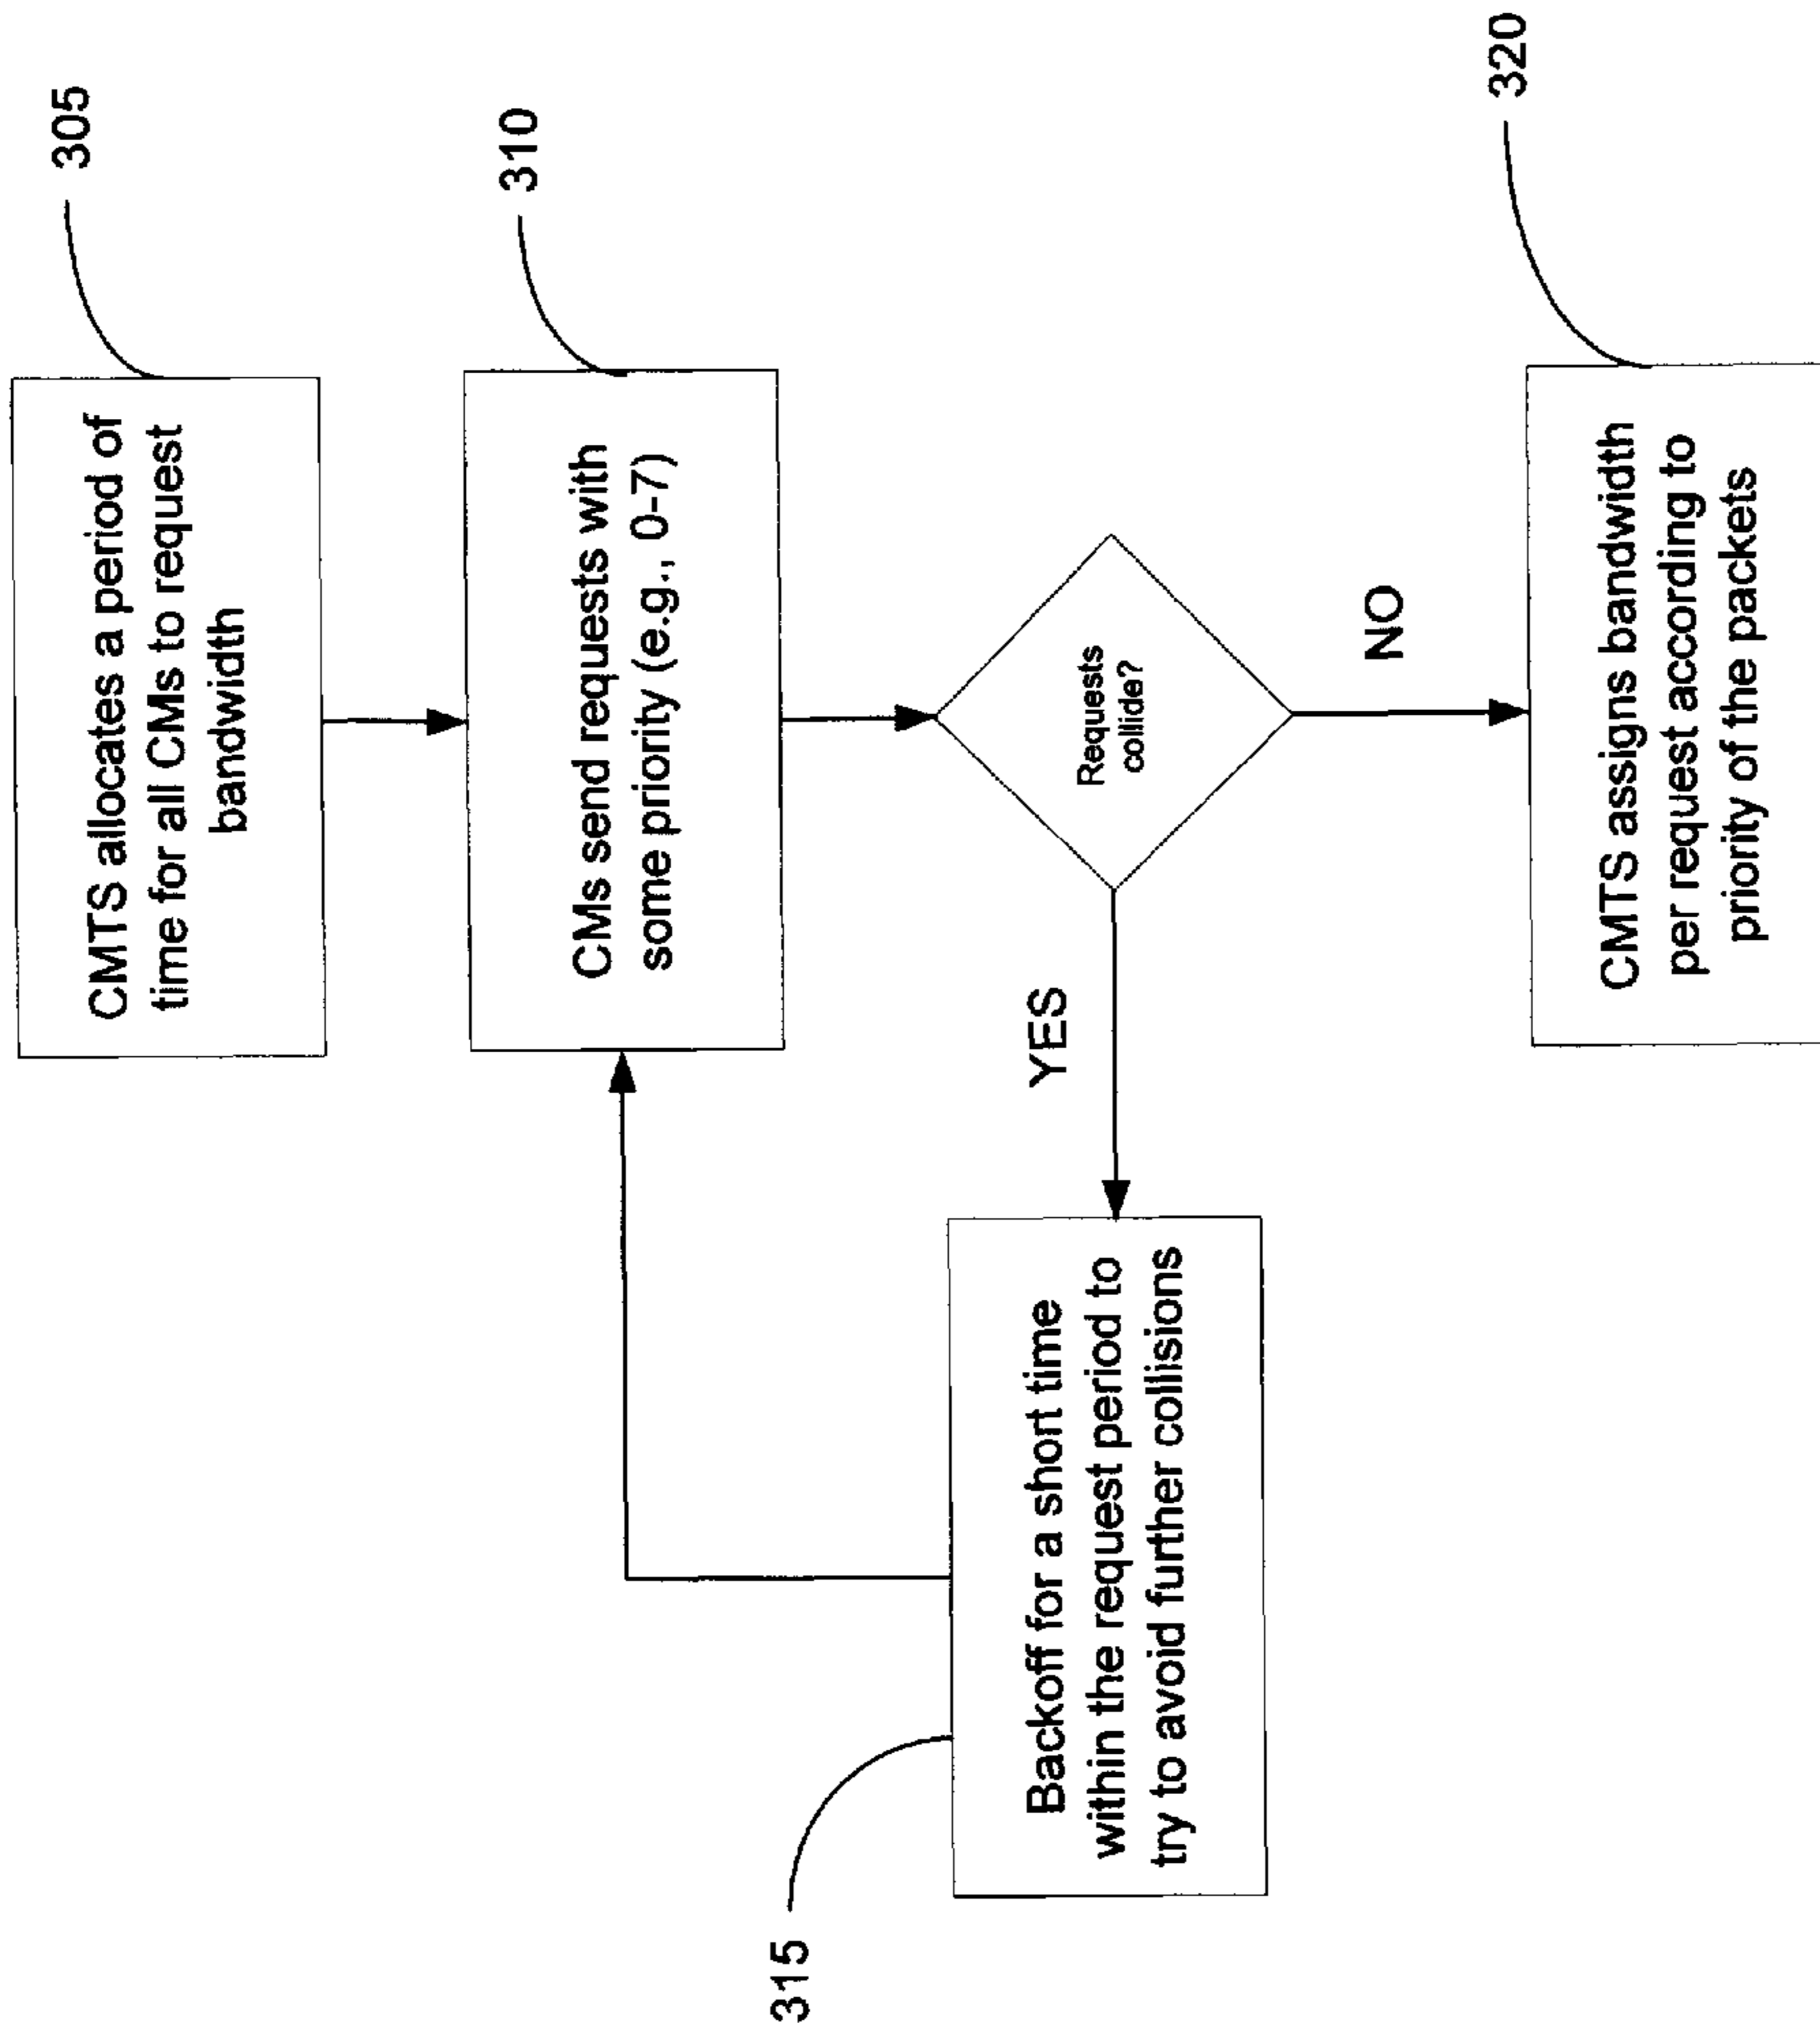 305
CMTS allocates a period of
time for all CMs to request
bandwidth
310
CMs send requests with
some priority (e.g., 0-7)
Requests
collide?
YES
NO
315
Backoff for a short time
within the request period to
try to avoid further collisions
320
CMTS assigns bandwidth
per request according to
priority of the packets